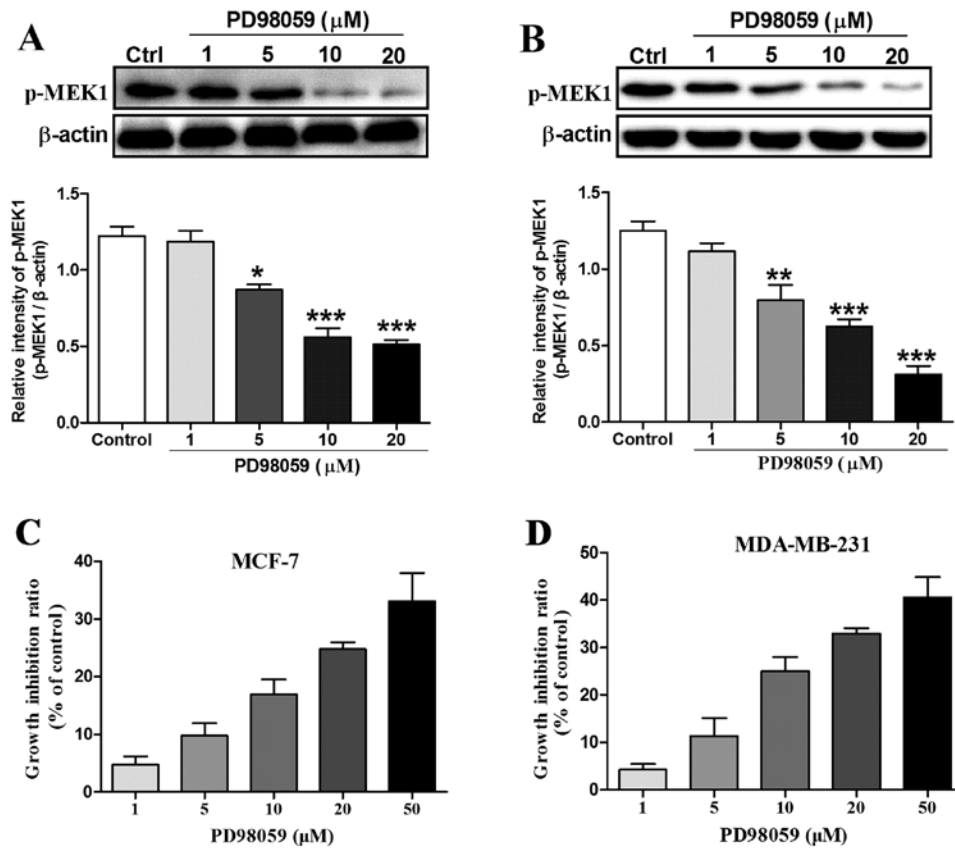 A
PD98059 (μM)
Ctrl 1 5 10 20
p-MEK1
β-actin
Relative intensity of p-MEK1
(p-MEK1 / β-actin)
1.5
1.0
0.5
0.0
*
***
***
Control 1 5 10 20
PD98059 (μM)
B
PD98059 (μM)
Ctrl 1 5 10 20
p-MEK1
β-actin
Relative intensity of p-MEK1
(p-MEK1 / β-actin)
1.5
1.0
0.5
0.0
**
***
***
Control 1 5 10 20
PD98059 (μM)
C
MCF-7
Growth inhibition ratio
(% of control)
40
30
20
10
0
1 5 10 20 50
PD98059 (μM)
D
MDA-MB-231
Growth inhibition ratio
(% of control)
50
40
30
20
10
0
1 5 10 20 50
PD98059 (μM)